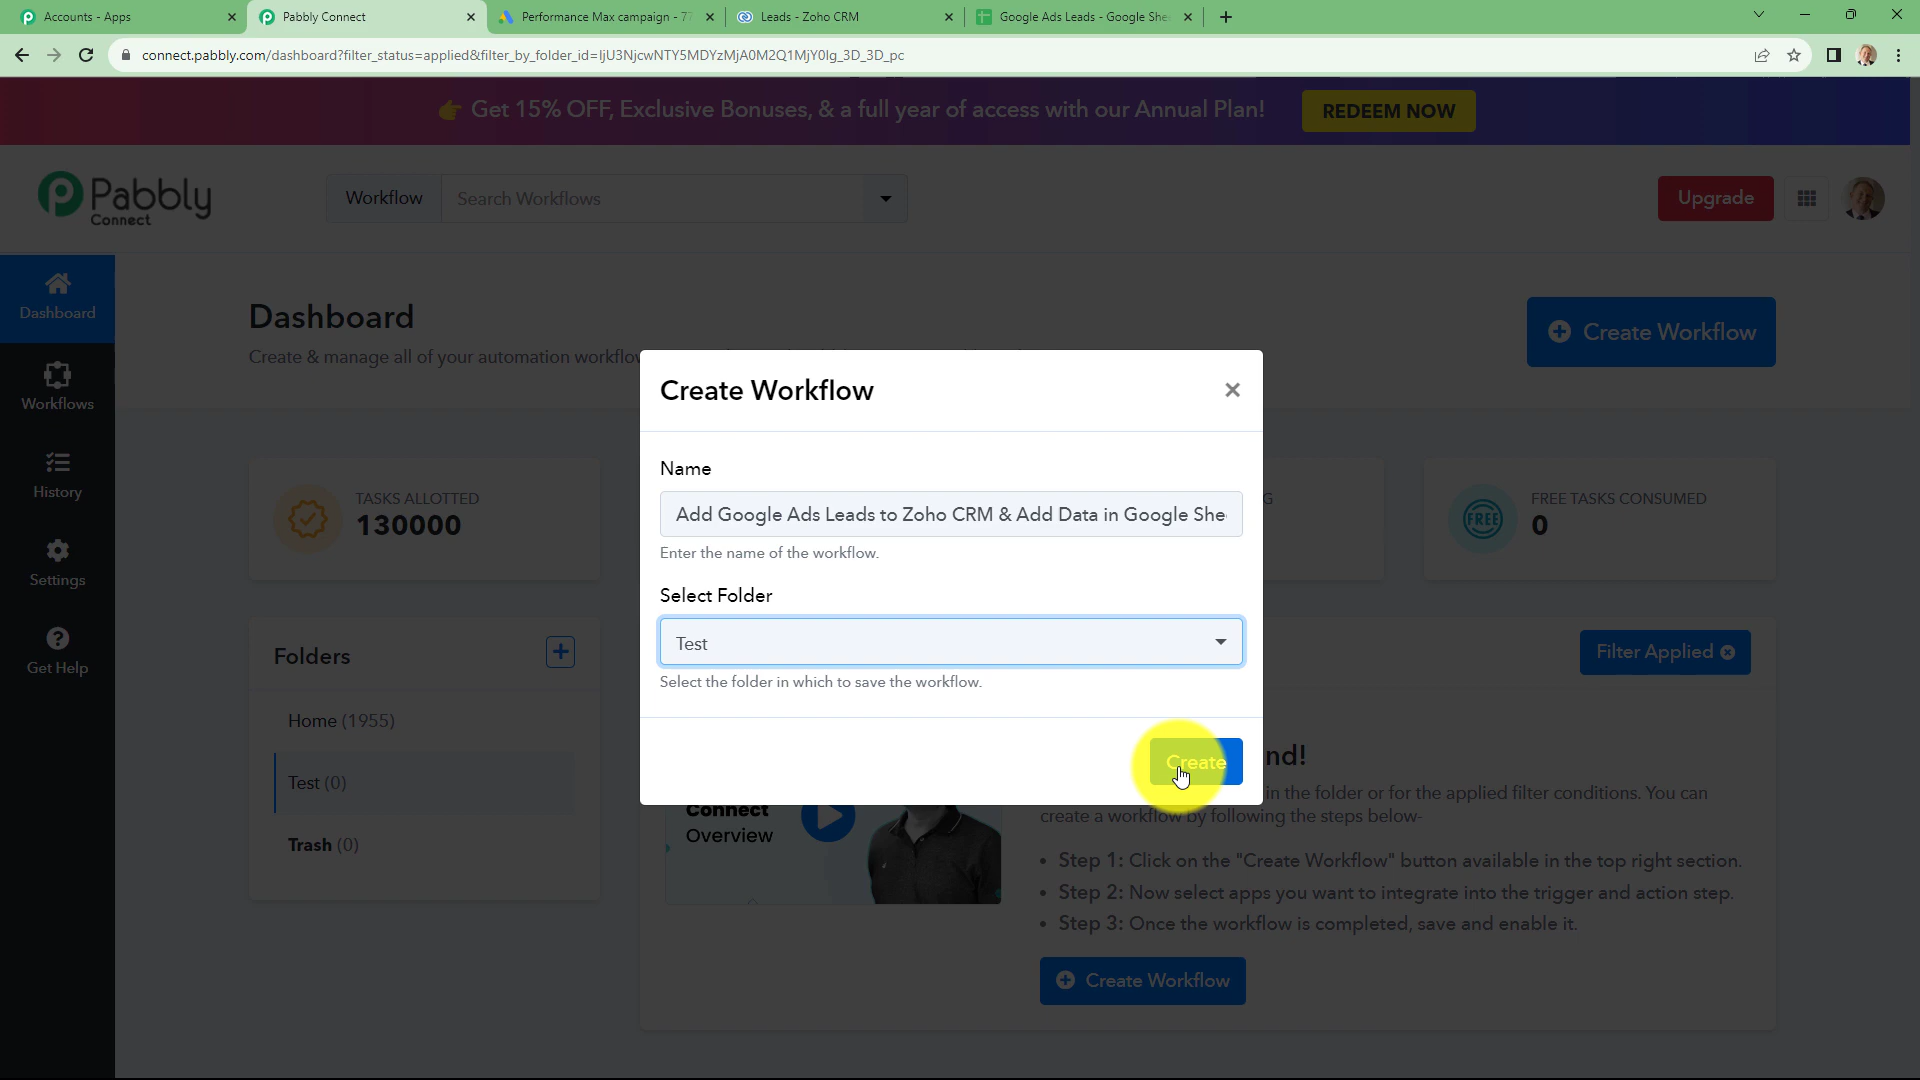 Accounts - Apps
Pabbly Connect
Performance Max campaign - 77
Leads - Zoho CRM
Google Ads Leads - Google She
connect.pabbly.com/dashboard?filter_status=applied&filter_by_folder_id=IjU3NjcwNTY5MDYzMjA0M2Q1MjY0Ig_3D_3D_pc
Get 15% OFF, Exclusive Bonuses, & a full year of access with our Annual Plan!
REDEEM NOW
Pabbly
Connect
Workflow
Search Workflows
Upgrade
Dashboard
Workflows
History
Settings
Get Help
Dashboard
Create & manage all of your automation workflow
Create Workflow
TASKS ALLOTTED
130000
G
FREE
FREE TASKS CONSUMED
0
Folders
Home (1955)
Test (0)
Trash (0)
Create Workflow
Name
Add Google Ads Leads to Zoho CRM & Add Data in Google She
Enter the name of the workflow.
Select Folder
Test
Select the folder in which to save the workflow.
Create
Filter Applied
nd!
in the folder or for the applied filter conditions. You can
create a workflow by following the steps below-
Connect
Overview
• Step 1: Click on the "Create Workflow" button available in the top right section.
• Step 2: Now select apps you want to integrate into the trigger and action step.
• Step 3: Once the workflow is completed, save and enable it.
Create Workflow